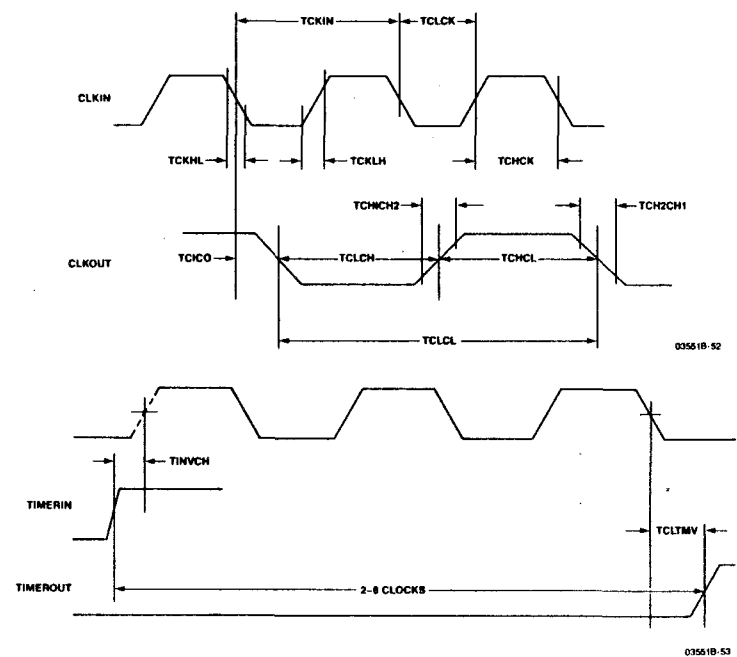 TCKIN
TCLCK
CLKIN
TCKHL
TCKLH
TCHCK
TCHCH2
TCH2CH1
CLKOUT
TCICO
TCLCH
TCHCL
TCLCL
03551B-52
TINVCH
TIMERIN
TCLTMV
TIMEROUT
2-6 CLOCKS
03551B-53